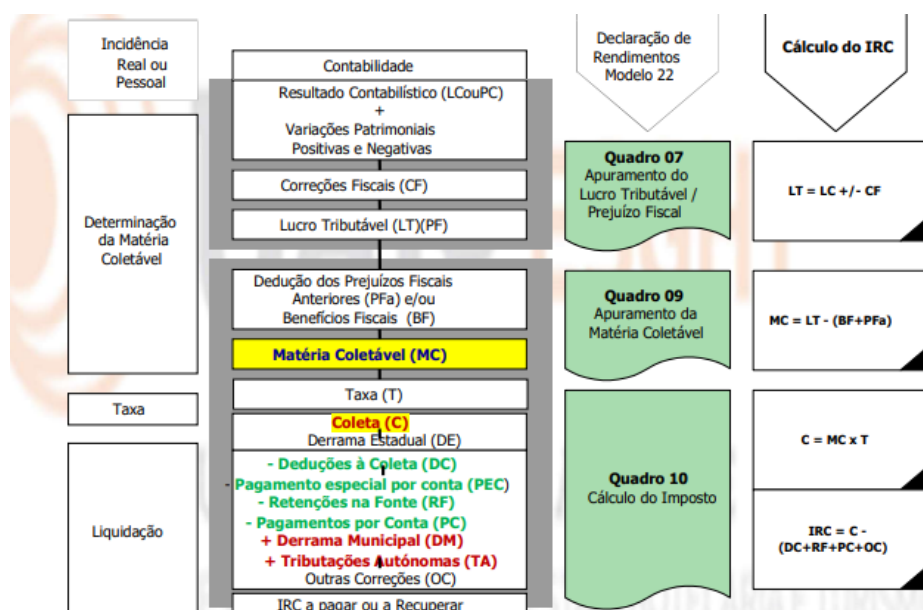 Incidência
Real ou
Pessoal
Determinação
da Matéria
Coletável
Taxa
Liquidação
Contabilidade
Resultado Contabilístico (LCouPC)
+
Variações Patrimoniais
Positivas e Negativas
Correções Fiscais (CF)
Lucro Tributável (LT)(PF)
Dedução dos Prejuízos Fiscais
Anteriores (PFa) e/ou
Benefícios Fiscais (BF)
Matéria Coletável (MC)
Taxa (T)
Coleta (C)
Derrama Estadual (DE)
- Deduções à Coleta (DC)
- Pagamento especial por conta (PEC)
- Retenções na Fonte (RF)
- Pagamentos por Conta (PC)
+ Derrama Municipal (DM)
+ Tributações Autónomas (TA)
Outras Correções (OC)
IRC a pagar ou a Recuperar
Declaração de
Rendimentos
Modelo 22
Quadro 07
Apuramento do
Lucro Tributável /
Prejuízo Fiscal
Quadro 09
Apuramento da
Matéria Coletável
Quadro 10
Cálculo do Imposto
Cálculo do IRC
LT = LC +/- CF
MC = LT - (BF+PFa)
C = MC x T
IRC = C -
(DC+RF+PC+OC)